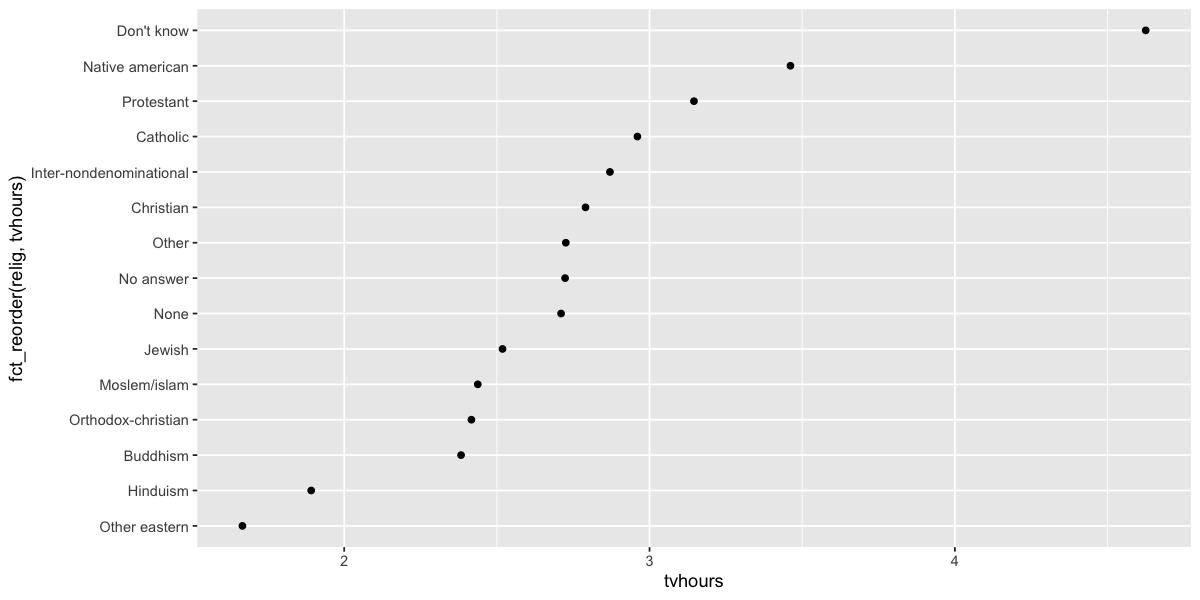 fct_reorder(relig, tvhours)
Don't know
Native american
Protestant
Catholic
Inter-nondenominational
Christian
Other
No answer
None
Jewish
Moslem/islam
Orthodox-christian
Buddhism
Hinduism
Other eastern
2 3 4
tvhours